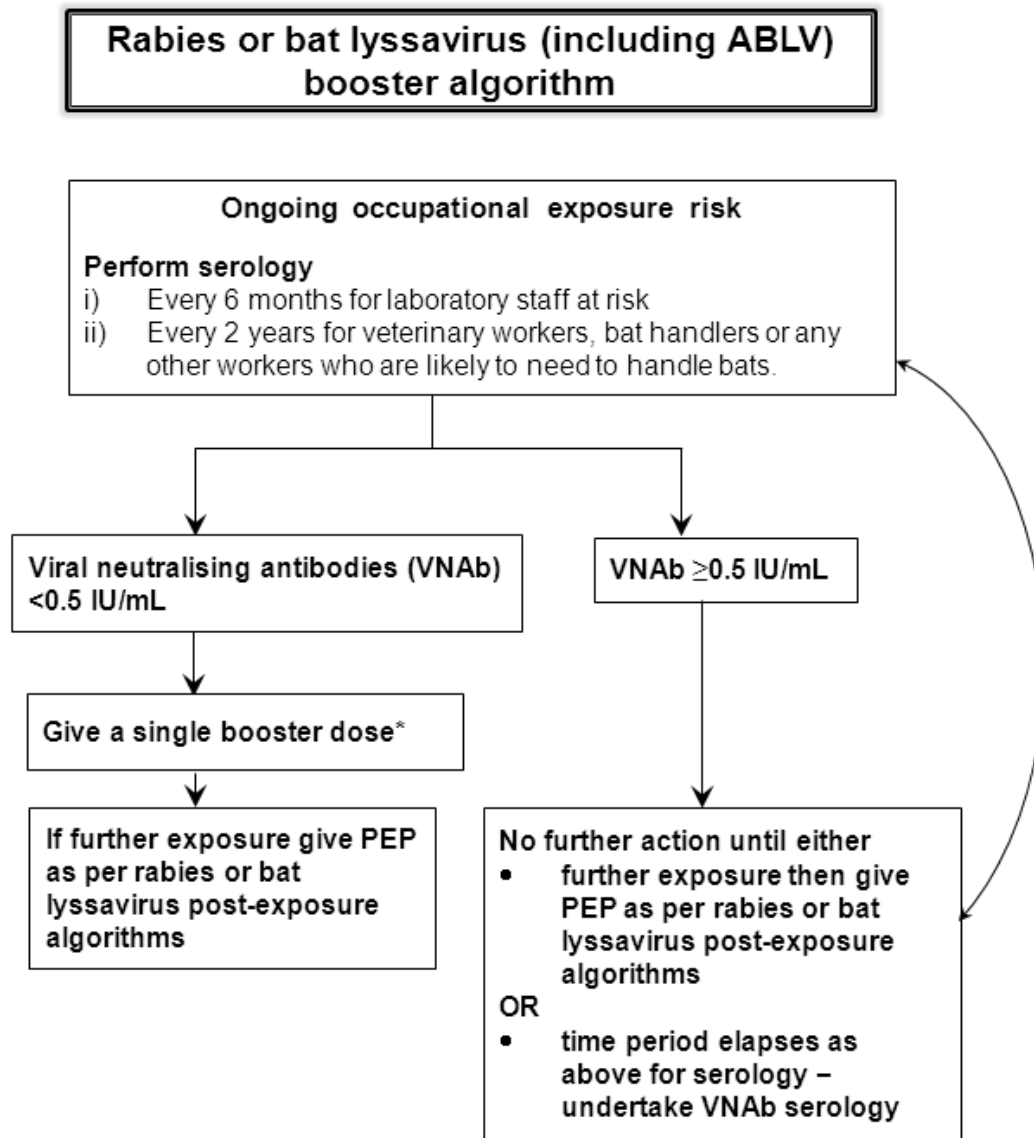 Rabies or bat lyssavirus (including ABLV)
booster algorithm
Ongoing occupational exposure risk
Perform serology
i) Every 6 months for laboratory staff at risk
ii) Every 2 years for veterinary workers, bat handlers or any
other workers who are likely to need to handle bats.
Viral neutralising antibodies (VNAb)
<0.5 IU/mL
VNAb ≥0.5 IU/mL
Give a single booster dose*
If further exposure give PEP
as per rabies or bat
lyssavirus post-exposure
algorithms
No further action until either
• further exposure then give
PEP as per rabies or bat
lyssavirus post-exposure
algorithms
OR
• time period elapses as
above for serology –
undertake VNAb serology